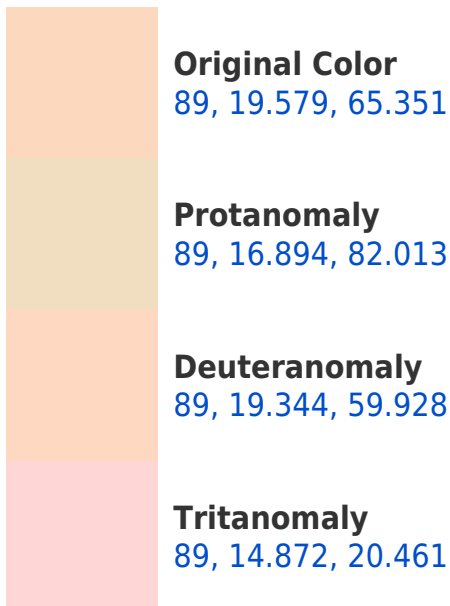 Original Color
89, 19.579, 65.351
Protanomaly
89, 16.894, 82.013
Deuteranomaly
89, 19.344, 59.928
Tritanomaly
89, 14.872, 20.461